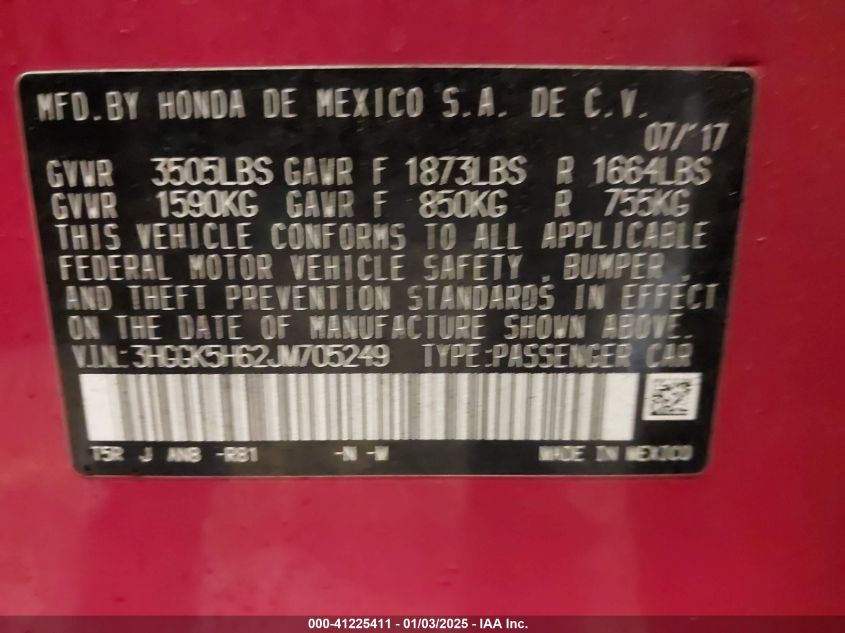 MFD.BY HONDA DE MEXICO S.A. DE C.V.
07/'17
GVWR 3505LBS GAWR F 1873LBS R 1664LBS
GVWR 1590KG GAWR F 850KG R 755KG
THIS VEHICLE CONFORMS TO ALL APPLICABLE
FEDERAL MOTOR VEHICLE SAFETY , BUMPER ,
AND THEFT PREVENTION STANDARDS IN EFFECT
ON THE DATE OF MANUFACTURE SHOWN ABOVE.
V.I.N.:3HGGK5H62JM705249 TYPE:PASSENGER CAR
T5R J ANB -R81 -N -W MADE IN MEXICO
000-41225411 - 01/03/2025 - IAA Inc.